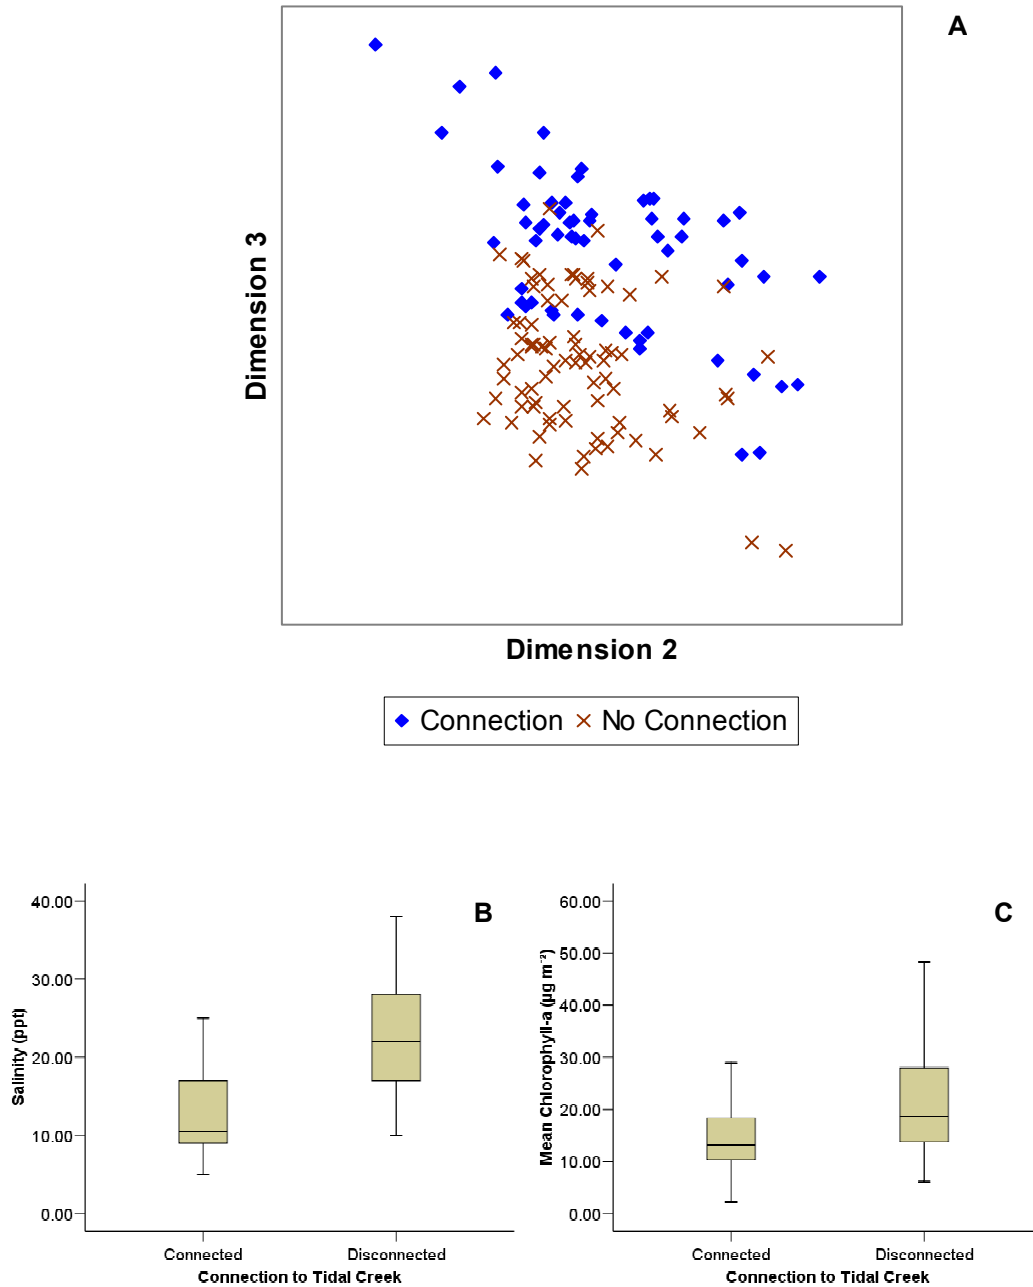 A
Dimension 3
Dimension 2
Connection No Connection
B
40.00
30.00
20.00
10.00
0.00
Salinity (ppt)
Connected Disconnected
Connection to Tidal Creek
C
60.00
50.00
40.00
30.00
20.00
10.00
0.00
Mean Chlorophyll-a (µg m⁻²)
Connected Disconnected
Connection to Tidal Creek